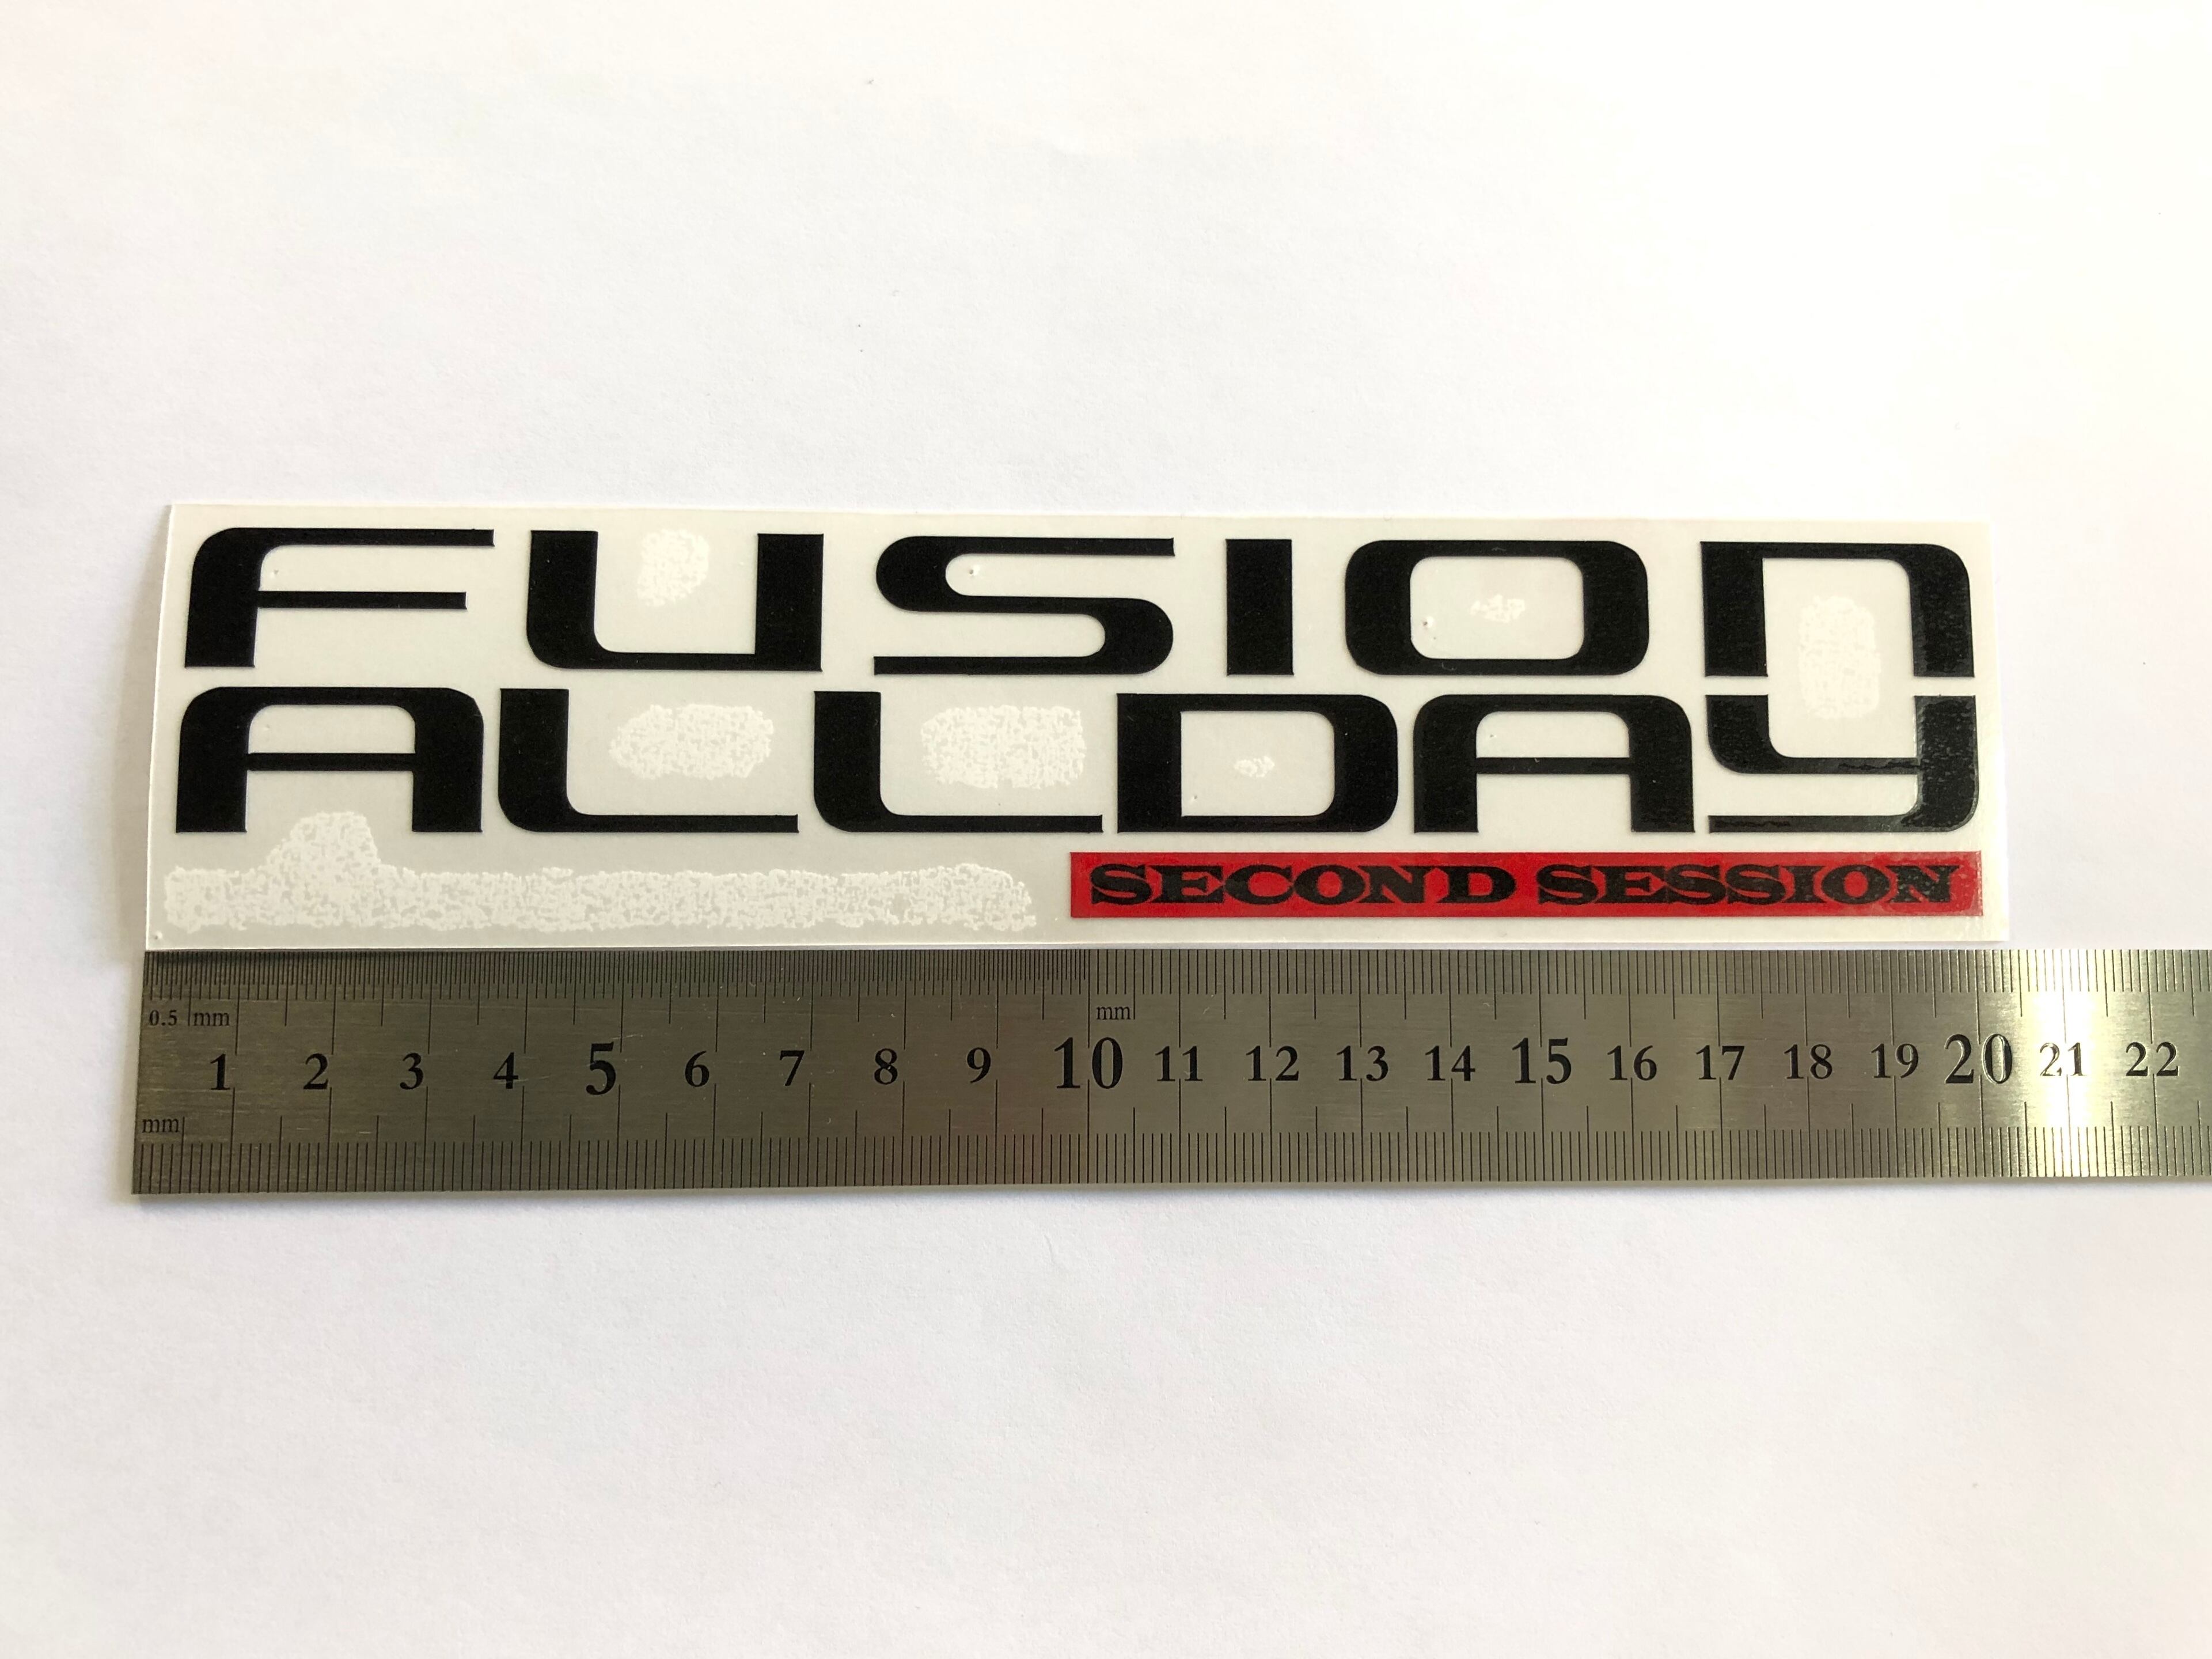 FUSION
ALLDAY
SECOND SESSION
0.5 mm
mm
1 2 3 4 5 6 7 8 9 10 11 12 13 14 15 16 17 18 19 20 21 22
mm